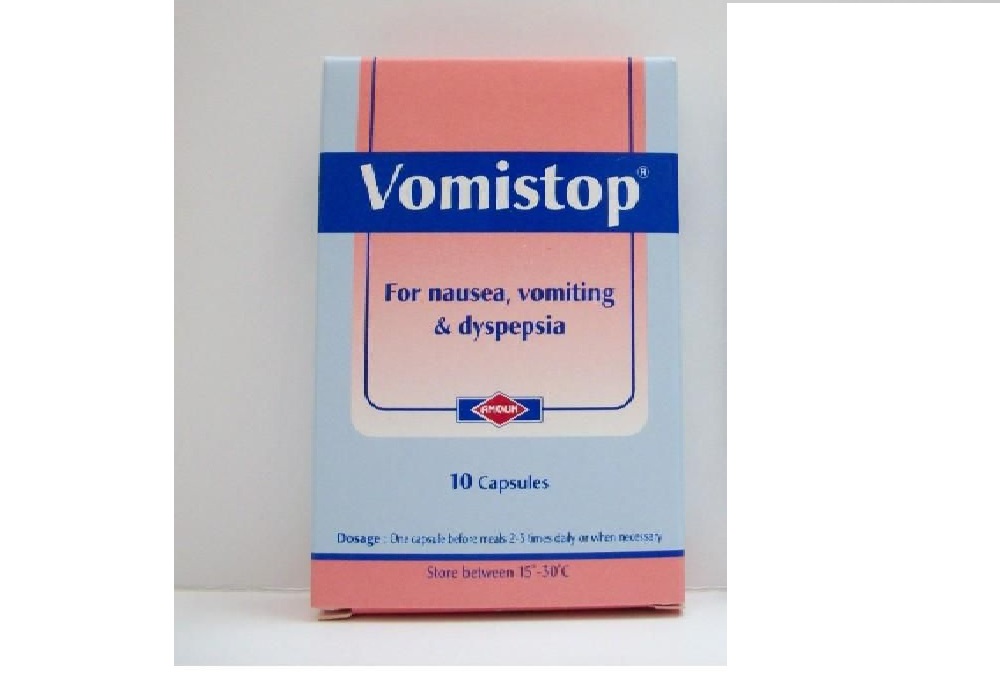 Vomistop®
For nausea, vomiting
& dyspepsia
AMOUN
10 Capsules
Dosage : One capsule before meals 2-3 times daily or when necessary
Store between 15°-30°C